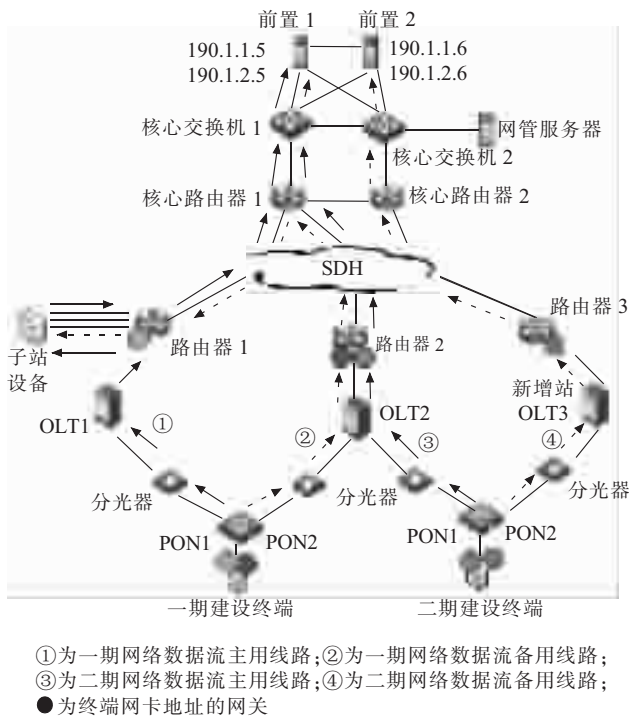 前置 1
前置 2
190.1.1.5
190.1.2.5
190.1.1.6
190.1.2.6
核心交换机 1
网管服务器
核心交换机 2
核心路由器 1
核心路由器 2
SDH
子站
设备
路由器 1
路由器 2
路由器 3
新增站
OLT1
①
②
OLT2
③
④
OLT3
分光器
分光器
PON1
PON2
PON1
PON2
一期建设终端
二期建设终端
①为一期网络数据流主用线路;②为一期网络数据流备用线路;
③为二期网络数据流主用线路;④为二期网络数据流备用线路;
●为终端网卡地址的网关